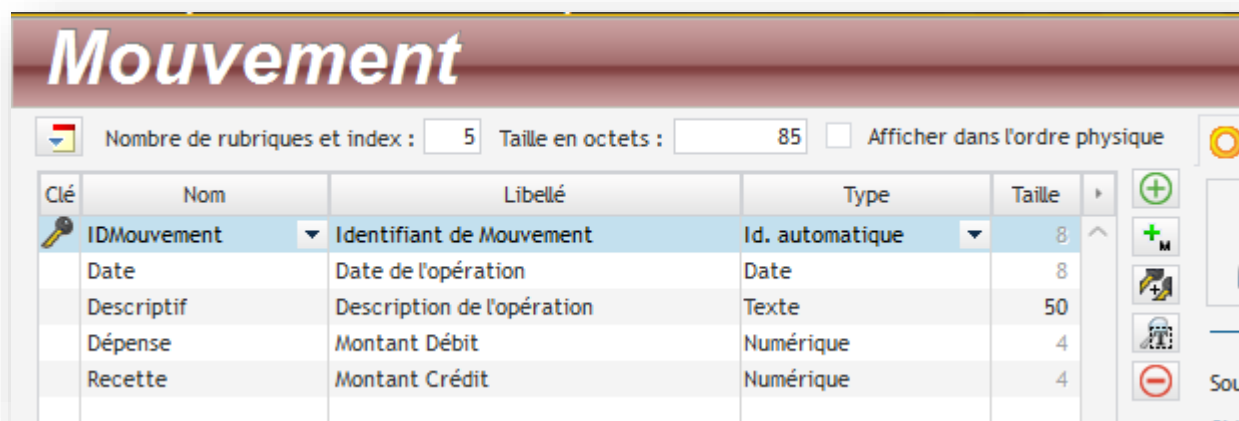 Mouvement
Nombre de rubriques et index : 5 Taille en octets : 85 Afficher dans l'ordre physique
Clé Nom Libellé Type Taille
IDMouvement Identifiant de Mouvement Id. automatique 8
Date Date de l'opération Date 8
Descriptif Description de l'opération Texte 50
Dépense Montant Débit Numérique 4
Recette Montant Crédit Numérique 4